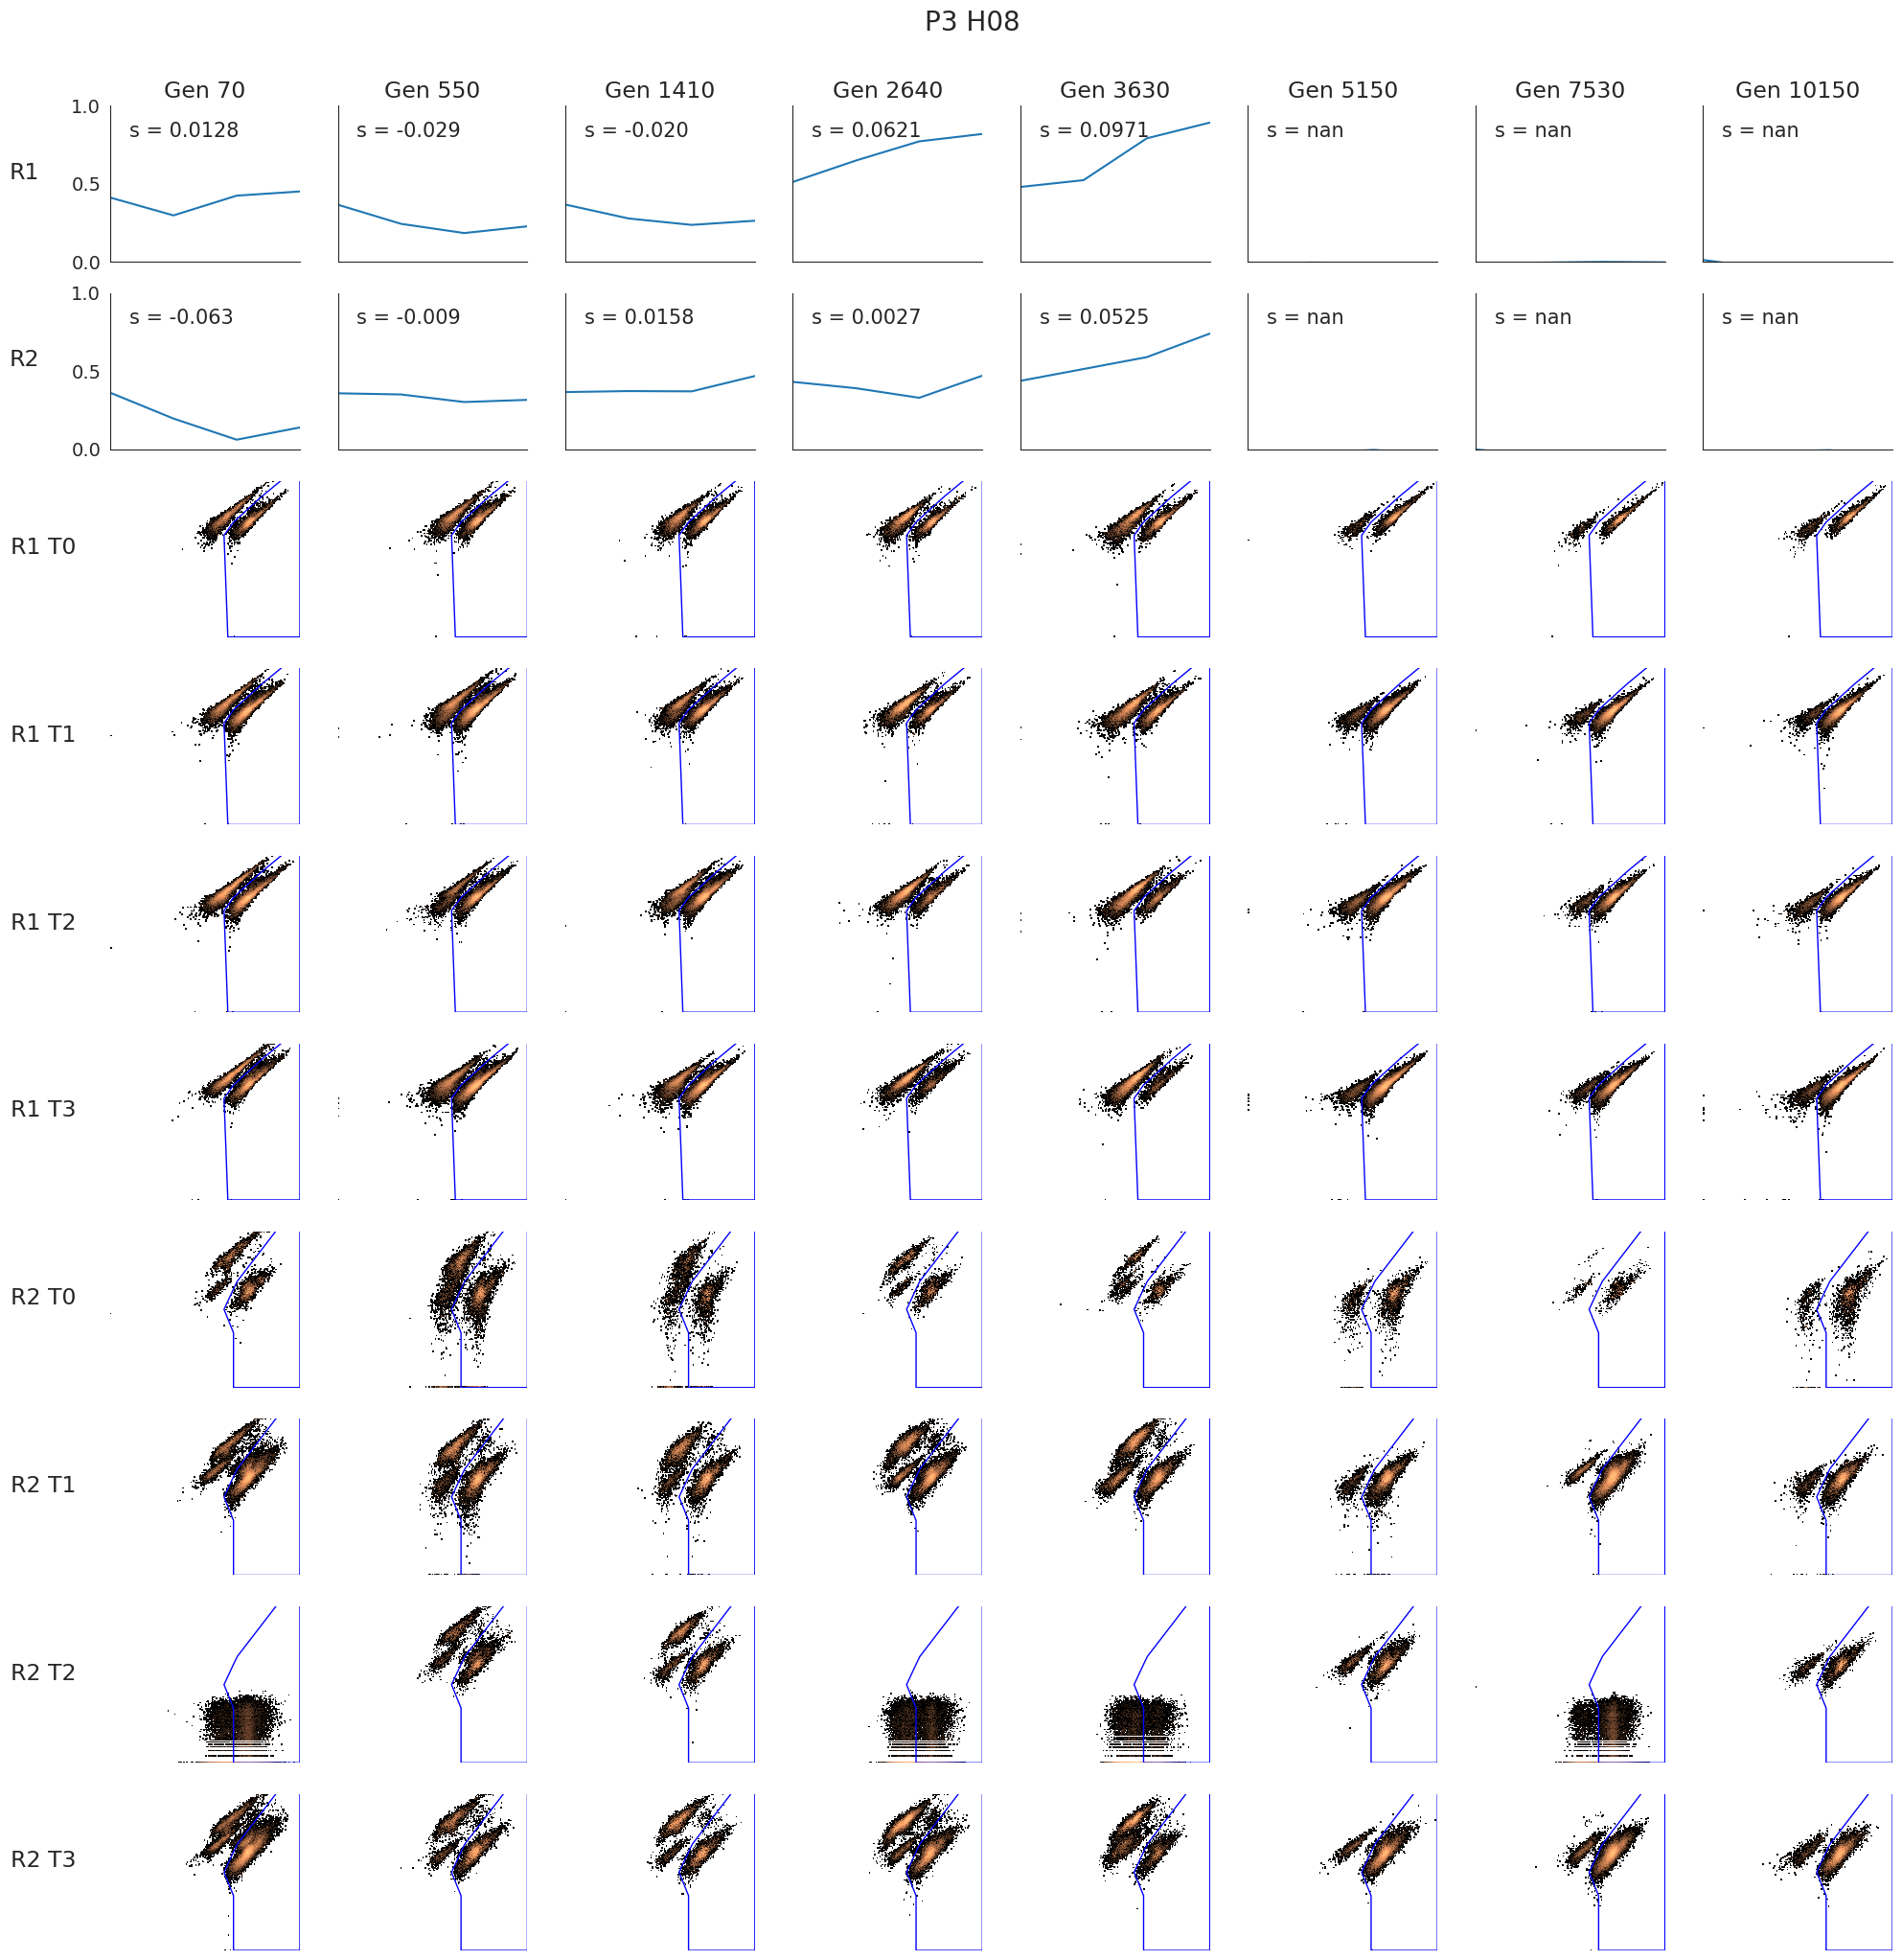 P3 H08
Gen 70 Gen 550 Gen 1410 Gen 2640 Gen 3630 Gen 5150 Gen 7530 Gen 10150
1.0
s = 0.0128 s = -0.029 s = -0.020 s = 0.0621 s = 0.0971 s = nan s = nan s = nan
R1
0.5
0.0
1.0
s = -0.063 s = -0.009 s = 0.0158 s = 0.0027 s = 0.0525 s = nan s = nan s = nan
R2
0.5
0.0
R1 T0
R1 T1
R1 T2
R1 T3
R2 T0
R2 T1
R2 T2
R2 T3